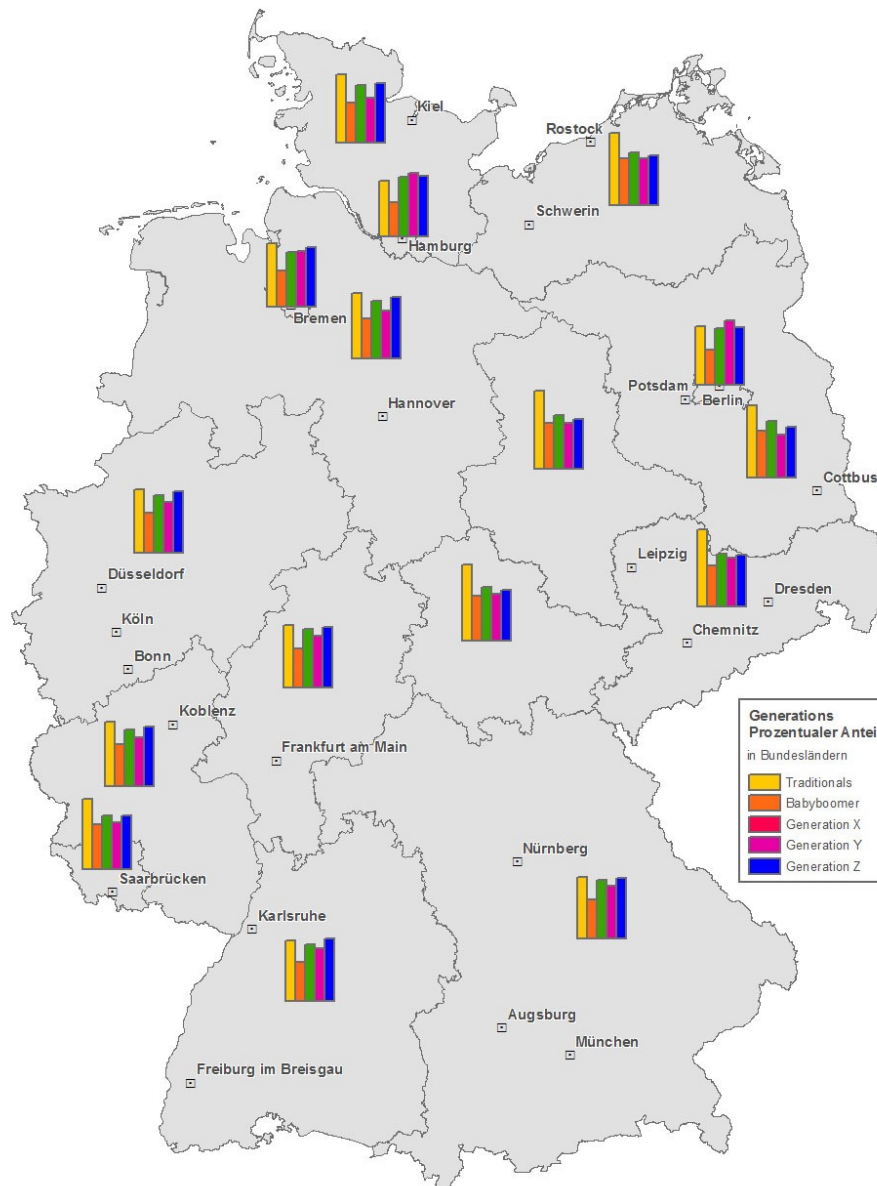 Kiel
Rostock
Schwerin
Hamburg
Bremen
Hannover
Potsdam
Berlin
Cottbus
Leipzig
Dresden
Chemnitz
Düsseldorf
Köln
Bonn
Koblenz
Frankfurt am Main
Saarbrücken
Nürnberg
Karlsruhe
Augsburg
München
Freiburg im Breisgau
Generations
Prozentualer Anteil
in Bundesländern
Traditionals
Babyboomer
Generation X
Generation Y
Generation Z